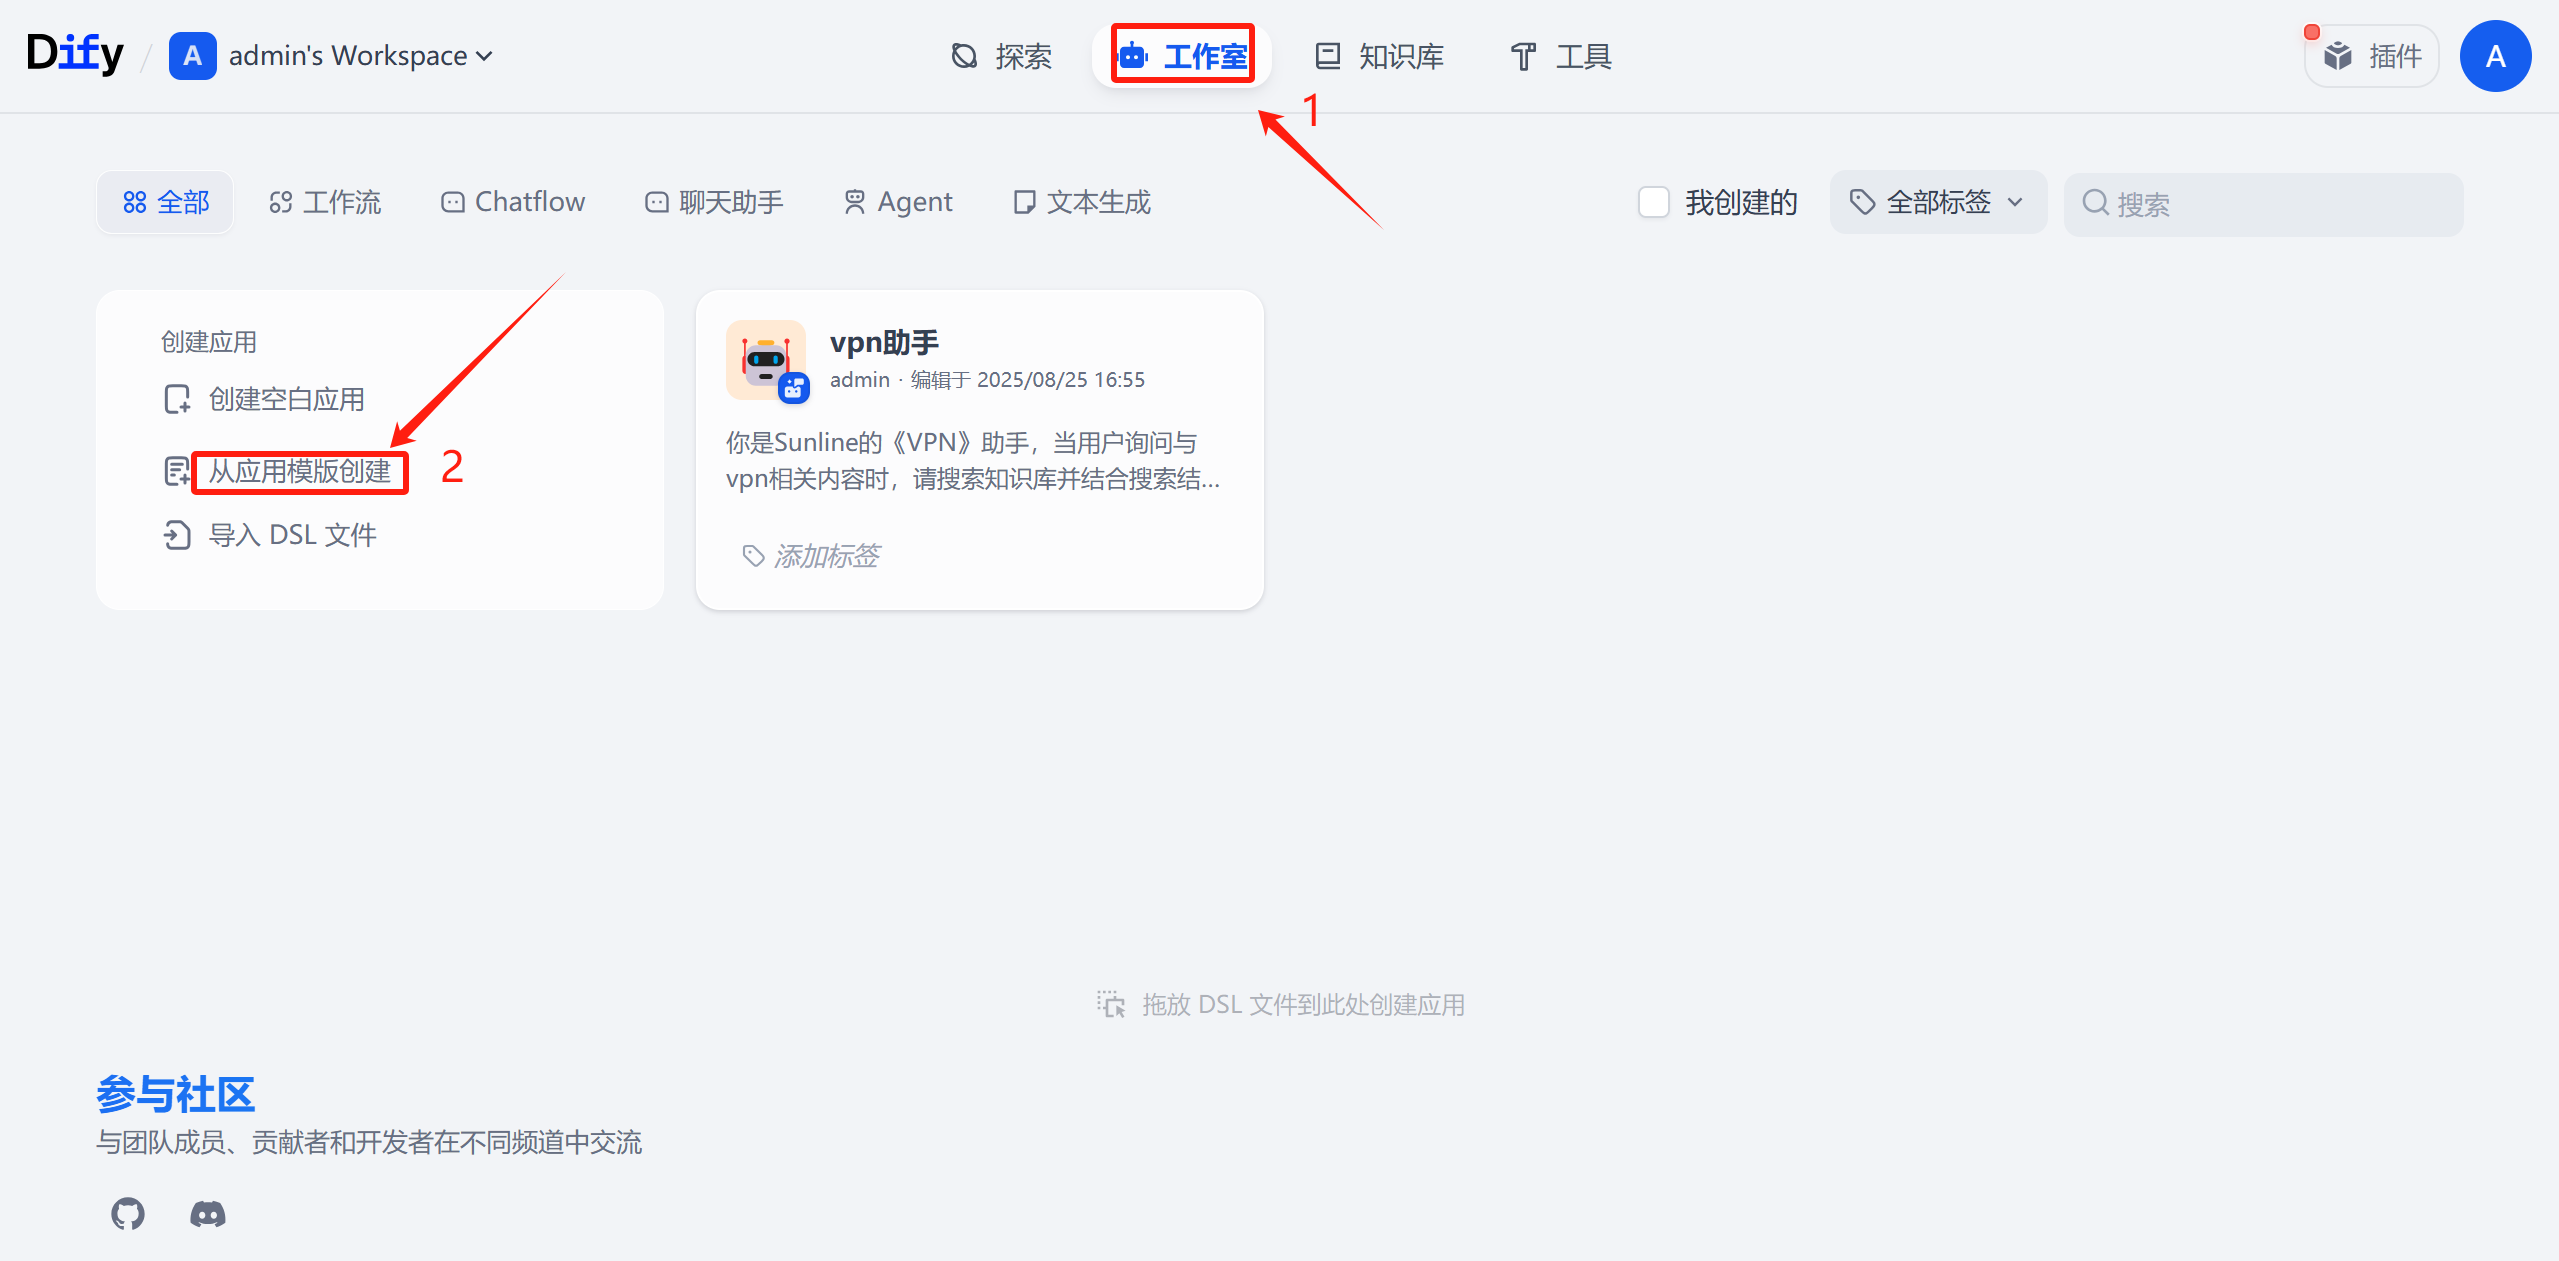 Dify / A admin's Workspace 探索 工作室 知识库 工具 插件 A
1
全部 工作流 Chatflow 聊天助手 Agent 文本生成 我创建的 全部标签 搜索
创建应用
创建空白应用
从应用模版创建 2
导入 DSL 文件
vpn助手
admin · 编辑于 2025/08/25 16:55
你是Sunline的《VPN》助手，当用户询问与
vpn相关内容时，请搜索知识库并结合搜索结...
添加标签
拖放 DSL 文件到此处创建应用
参与社区
与团队成员、贡献者和开发者在不同频道中交流